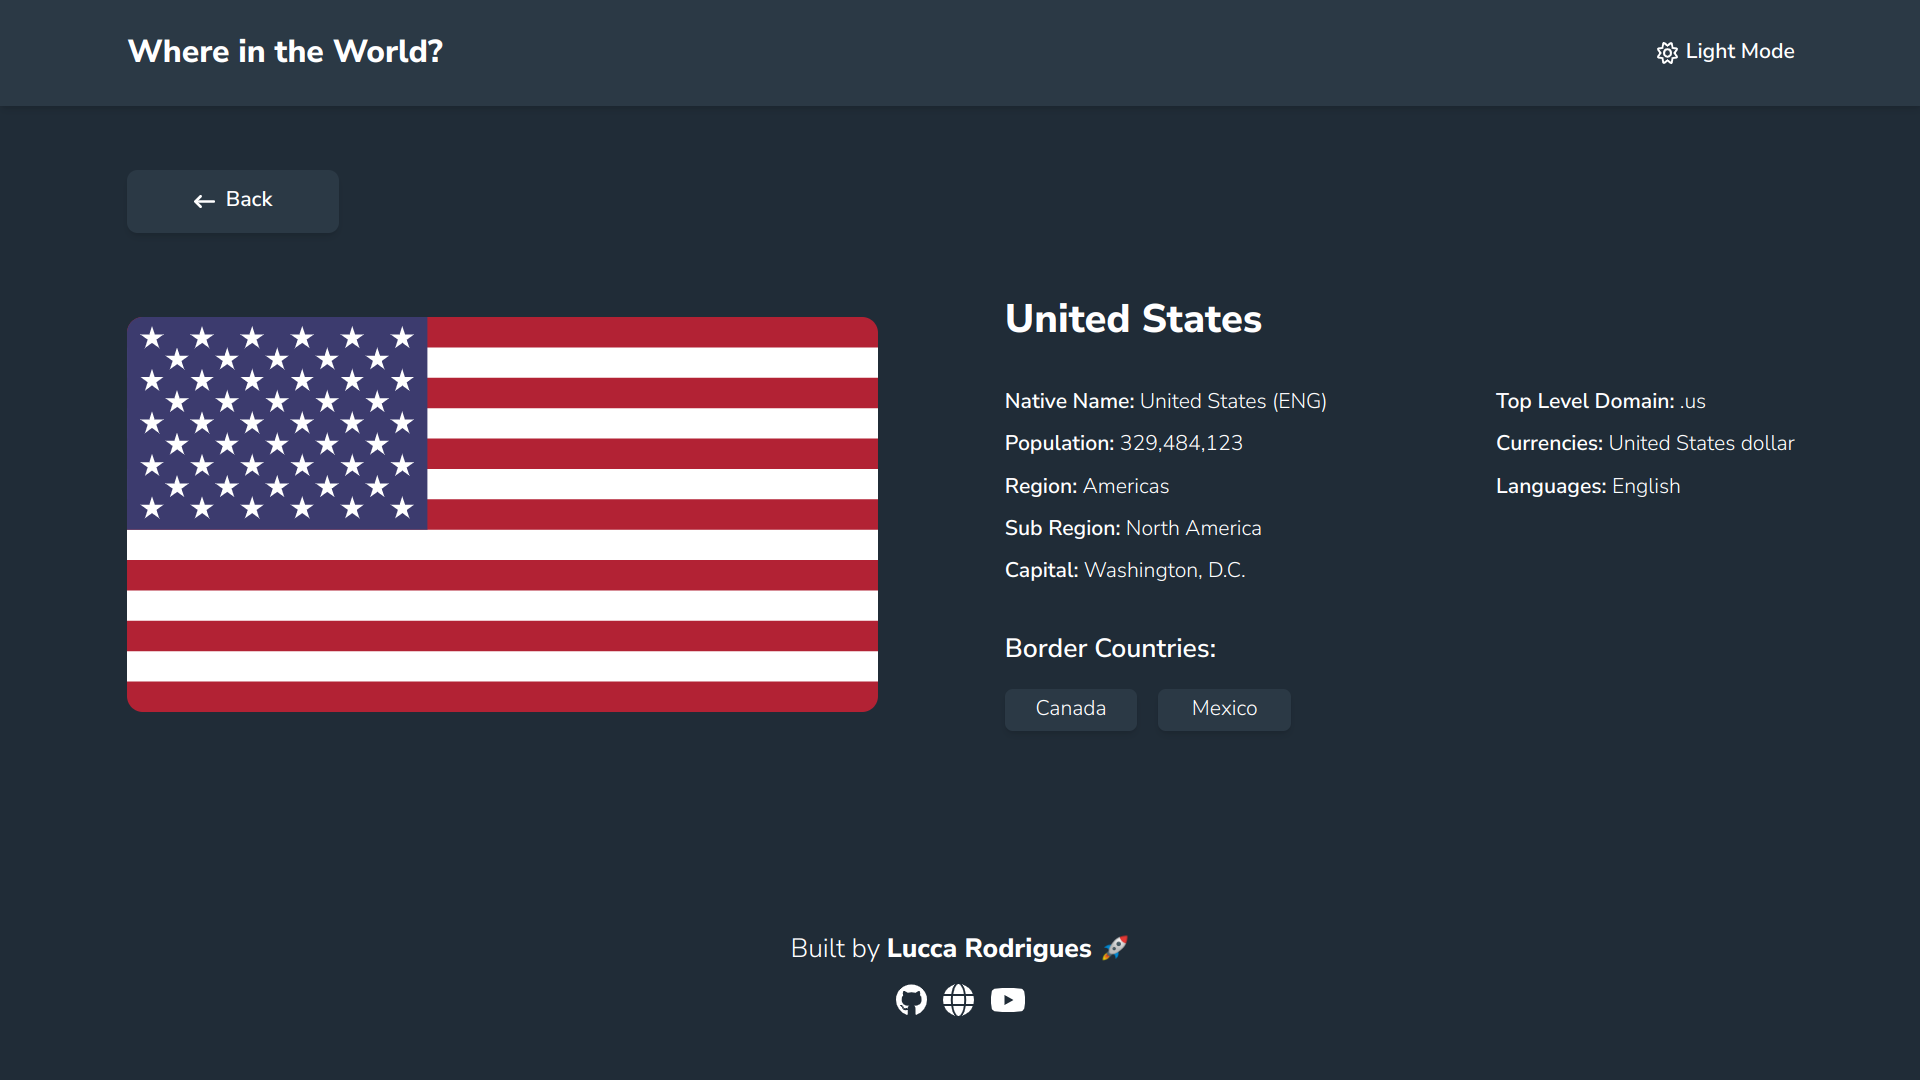 Where in the World?
Light Mode
Back
United States
Native Name: United States (ENG)
Population: 329,484,123
Region: Americas
Sub Region: North America
Capital: Washington, D.C.
Top Level Domain: .us
Currencies: United States dollar
Languages: English
Border Countries:
Canada
Mexico
Built by Lucca Rodrigues 🚀